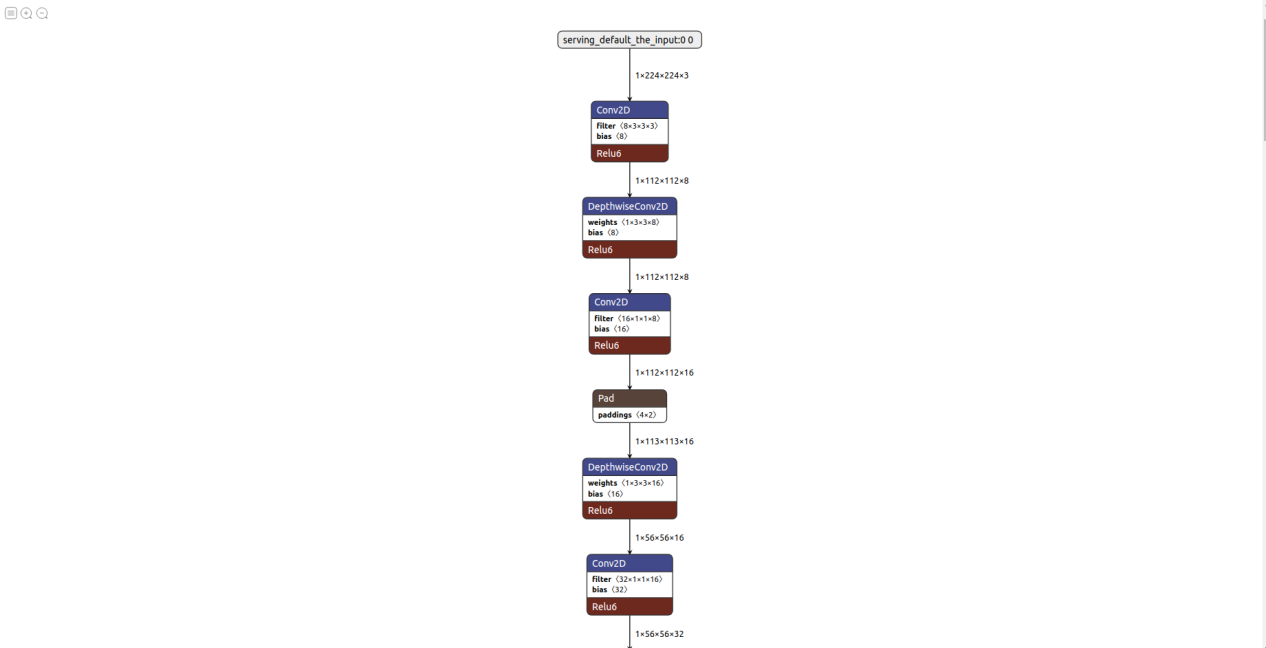 serving_default_the_input:0 0
1×224×224×3
Conv2D
filter ⟨8×3×3×3⟩
bias ⟨8⟩
Relu6
1×112×112×8
DepthwiseConv2D
weights ⟨1×3×3×8⟩
bias ⟨8⟩
Relu6
1×112×112×8
Conv2D
filter ⟨16×1×1×8⟩
bias ⟨16⟩
Relu6
1×112×112×16
Pad
paddings ⟨4×2⟩
1×113×113×16
DepthwiseConv2D
weights ⟨1×3×3×16⟩
bias ⟨16⟩
Relu6
1×56×56×16
Conv2D
filter ⟨32×1×1×16⟩
bias ⟨32⟩
Relu6
1×56×56×32